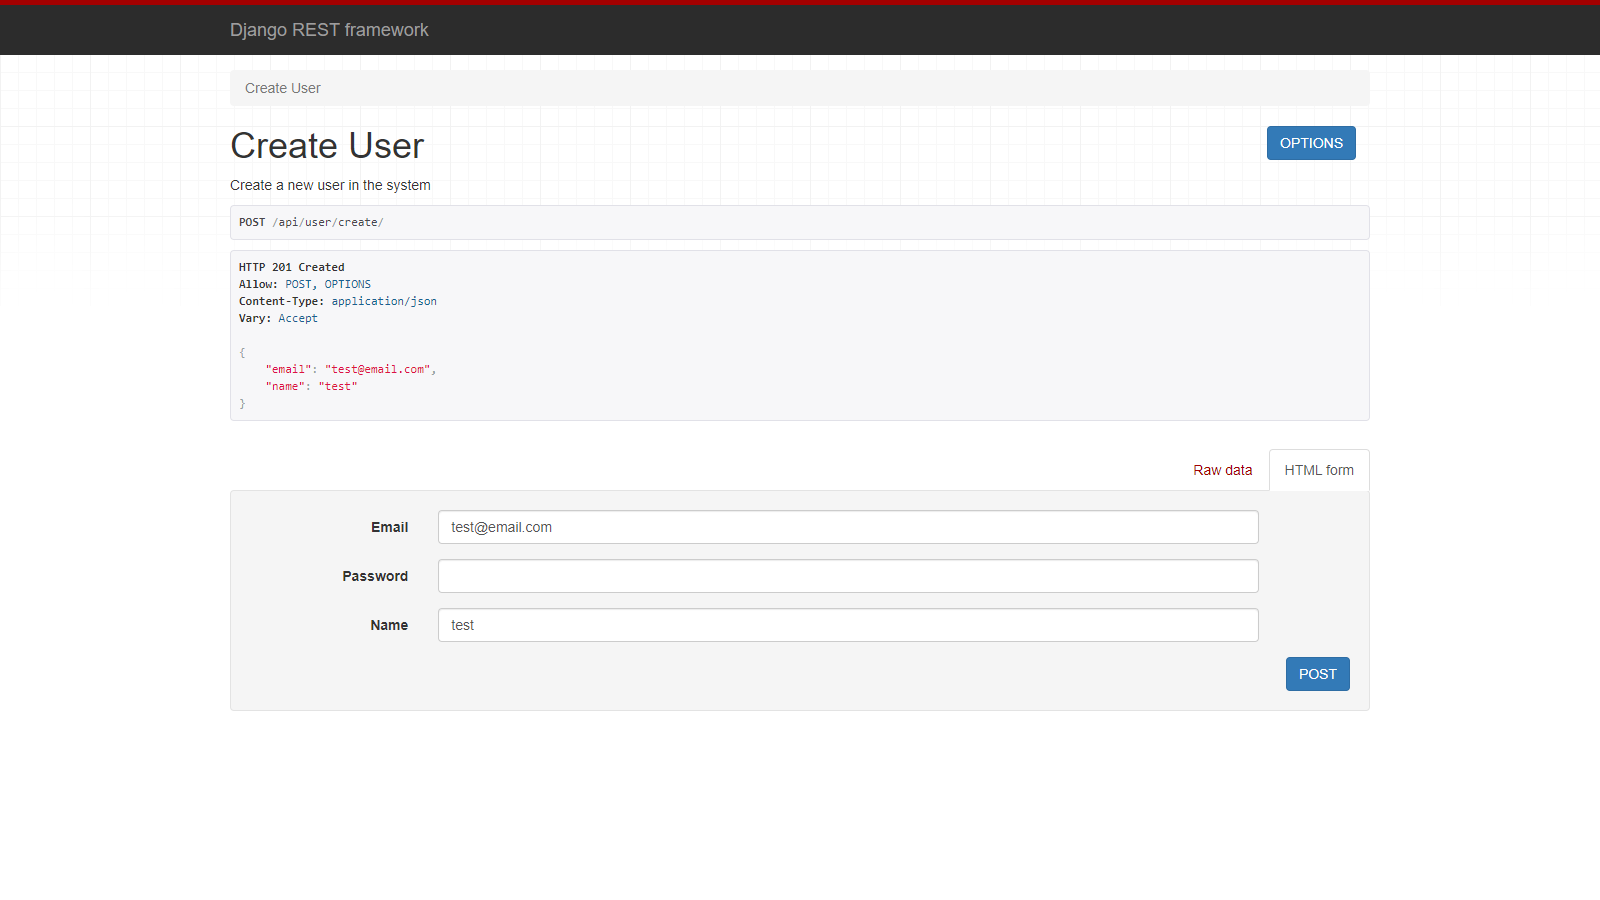 Django REST framework
Create User
Create User
OPTIONS
Create a new user in the system
POST /api/user/create/
HTTP 201 Created
Allow: POST, OPTIONS
Content-Type: application/json
Vary: Accept
{
    "email": "test@email.com",
    "name": "test"
}
Raw data
HTML form
Email
test@email.com
Password
Name
test
POST